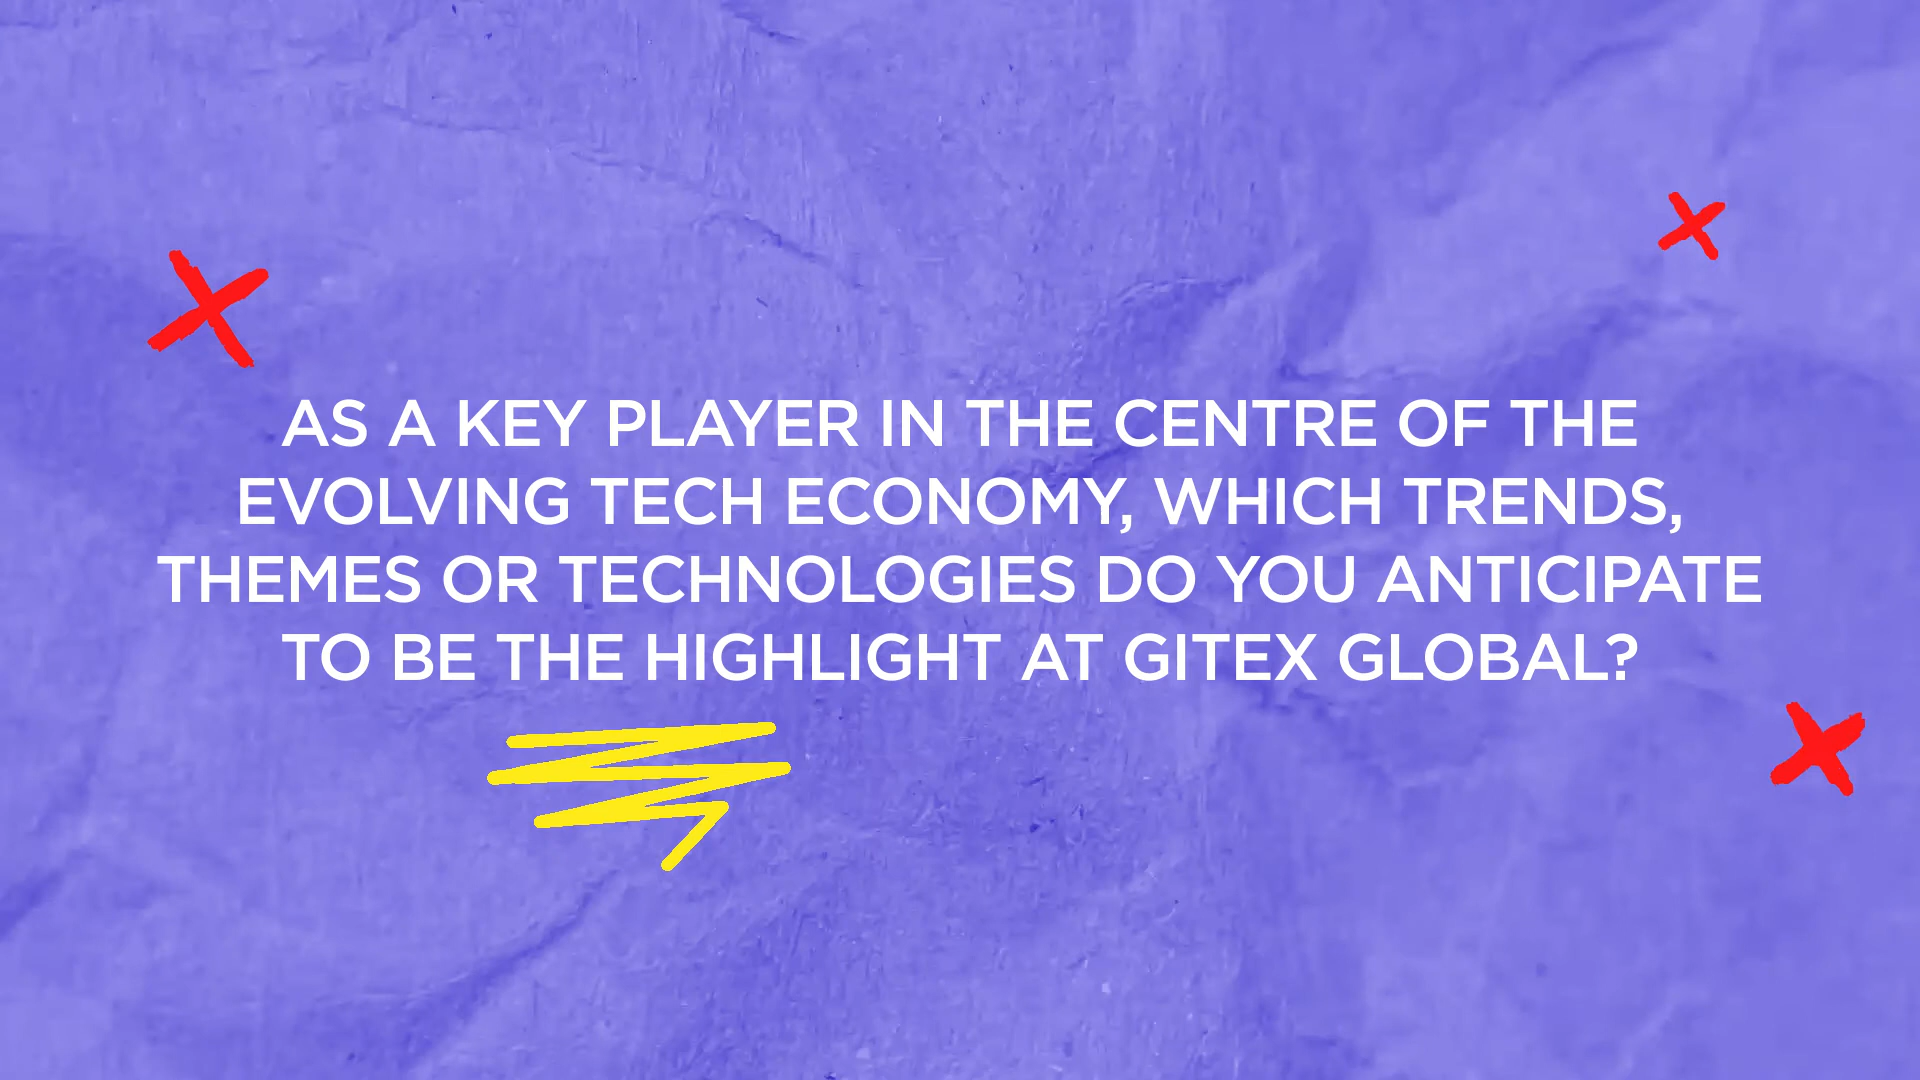 AS A KEY PLAYER IN THE CENTRE OF THE
EVOLVING TECH ECONOMY, WHICH TRENDS,
THEMES OR TECHNOLOGIES DO YOU ANTICIPATE
TO BE THE HIGHLIGHT AT GITEX GLOBAL?